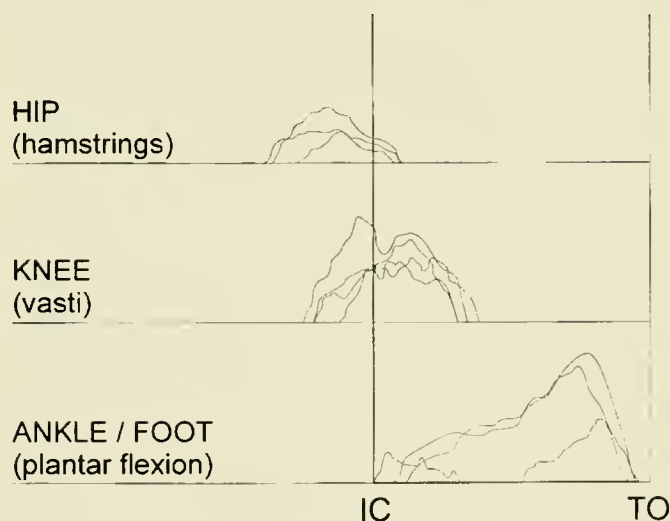 HIP
(hamstrings)
KNEE
(vasti)
ANKLE / FOOT
(plantar flexion)
IC
TO